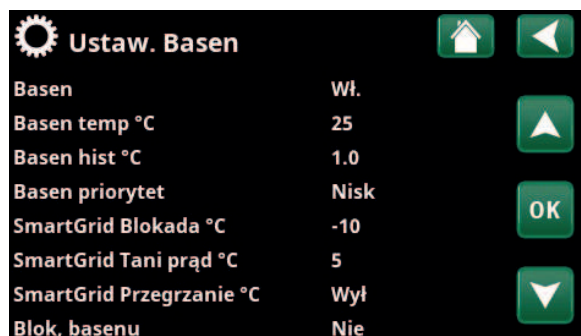 Ustaw. Basen
Basen Wł.
Basen temp °C 25
Basen hist °C 1.0
Basen priorytet Nisk
OK
SmartGrid Blokada °C -10
SmartGrid Tani prąd °C 5
SmartGrid Przegrzanie °C Wył
Blok. basenu Nie